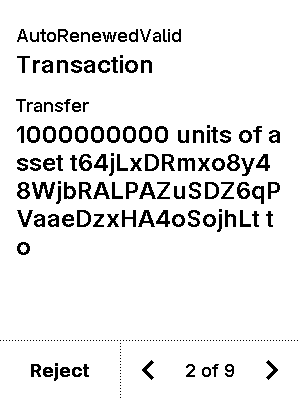 AutoRenewedValid
Transaction
Transfer
1000000000 units of a
sset t64jLxDRmxo8y4
8WjbRALPAZuSDZ6qP
VaaeDzxHA4oSojhLt t
o
Reject
2 of 9